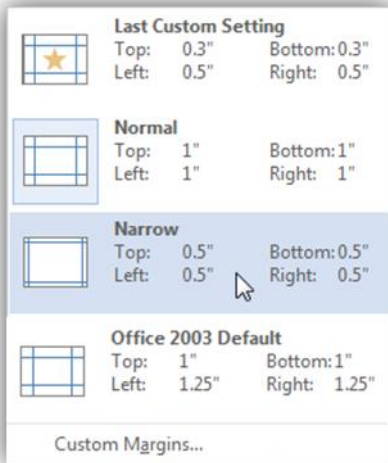 Last Custom Setting
Top: 0.3" Bottom: 0.3"
Left: 0.5" Right: 0.5"
Normal
Top: 1" Bottom: 1"
Left: 1" Right: 1"
Narrow
Top: 0.5" Bottom: 0.5"
Left: 0.5" Right: 0.5"
Office 2003 Default
Top: 1" Bottom: 1"
Left: 1.25" Right: 1.25"
Custom Margins...